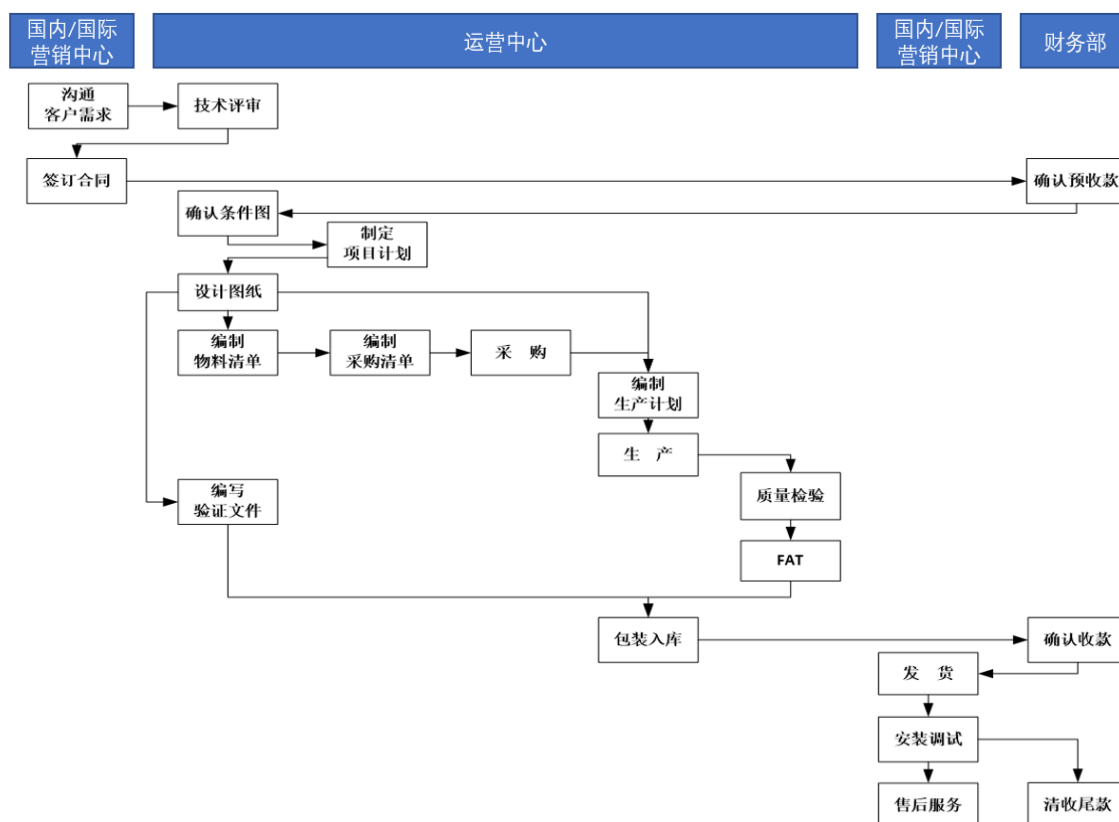 国内/国际
营销中心
运营中心
国内/国际
营销中心
财务部
沟通
客户需求
技术评审
签订合同
确认预收款
确认条件图
制定
项目计划
设计图纸
编制
物料清单
编制
采购清单
采 购
编制
生产计划
生 产
质量检验
编写
验证文件
FAT
包装入库
确认收款
发 货
安装调试
售后服务
清收尾款